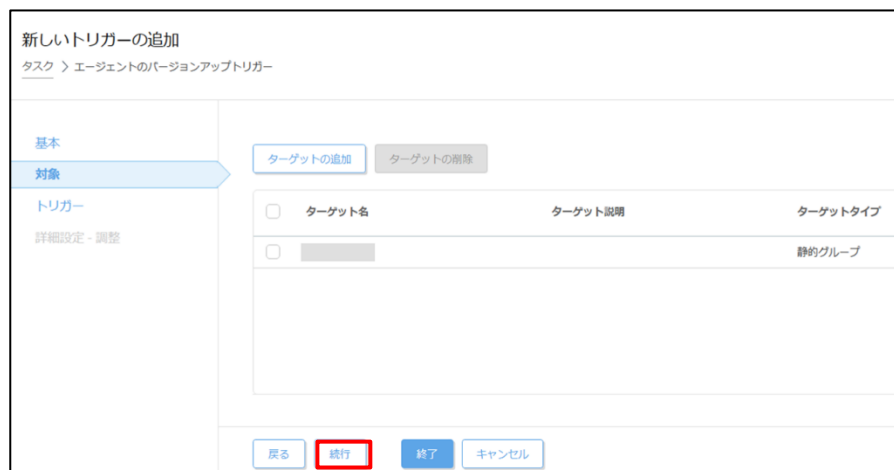 新しいトリガーの追加
タスク 〉 エージェントのバージョンアップトリガー
基本
対象
トリガー
詳細設定 - 調整
ターゲットの追加 ターゲットの削除
ターゲット名 ターゲット説明 ターゲットタイプ
静的グループ
戻る 続行 終了 キャンセル